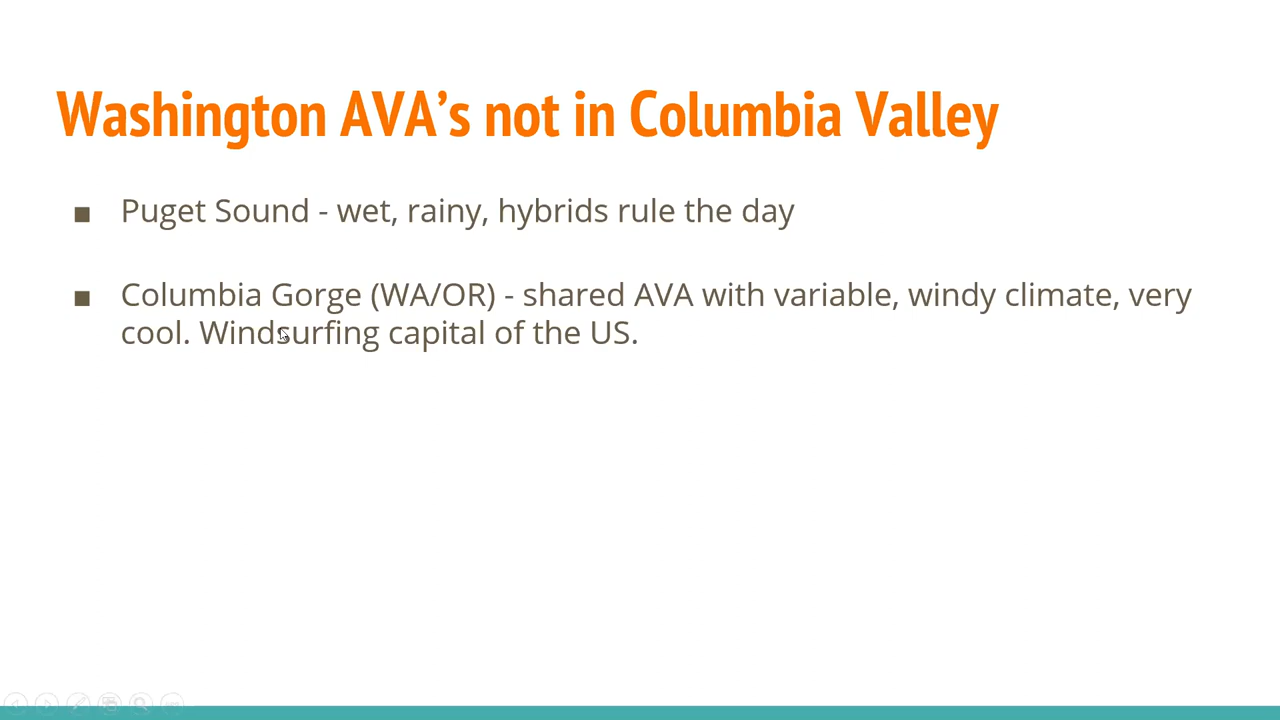 Washington AVA’s not in Columbia Valley
■ Puget Sound - wet, rainy, hybrids rule the day
■ Columbia Gorge (WA/OR) - shared AVA with variable, windy climate, very
cool. Windsurfing capital of the US.